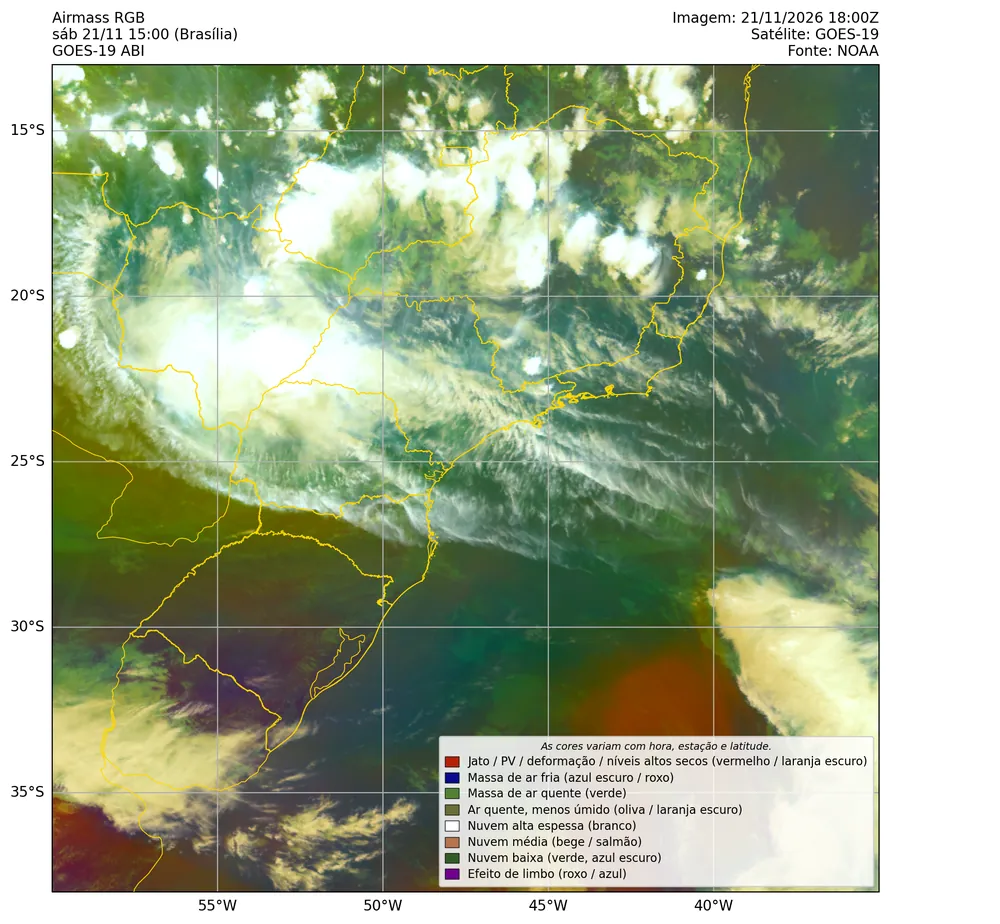 Airmass RGB
sáb 21/11 15:00 (Brasília)
GOES-19 ABI
Imagem: 21/11/2026 18:00Z
Satélite: GOES-19
Fonte: NOAA
15°S
20°S
25°S
30°S
35°S
55°W
50°W
45°W
40°W
As cores variam com hora, estação e latitude.
Jato / PV / deformação / níveis altos secos (vermelho / laranja escuro)
Massa de ar fria (azul escuro / roxo)
Massa de ar quente (verde)
Ar quente, menos úmido (oliva / laranja escuro)
Nuvem alta espessa (branco)
Nuvem média (bege / salmão)
Nuvem baixa (verde, azul escuro)
Efeito de limbo (roxo / azul)